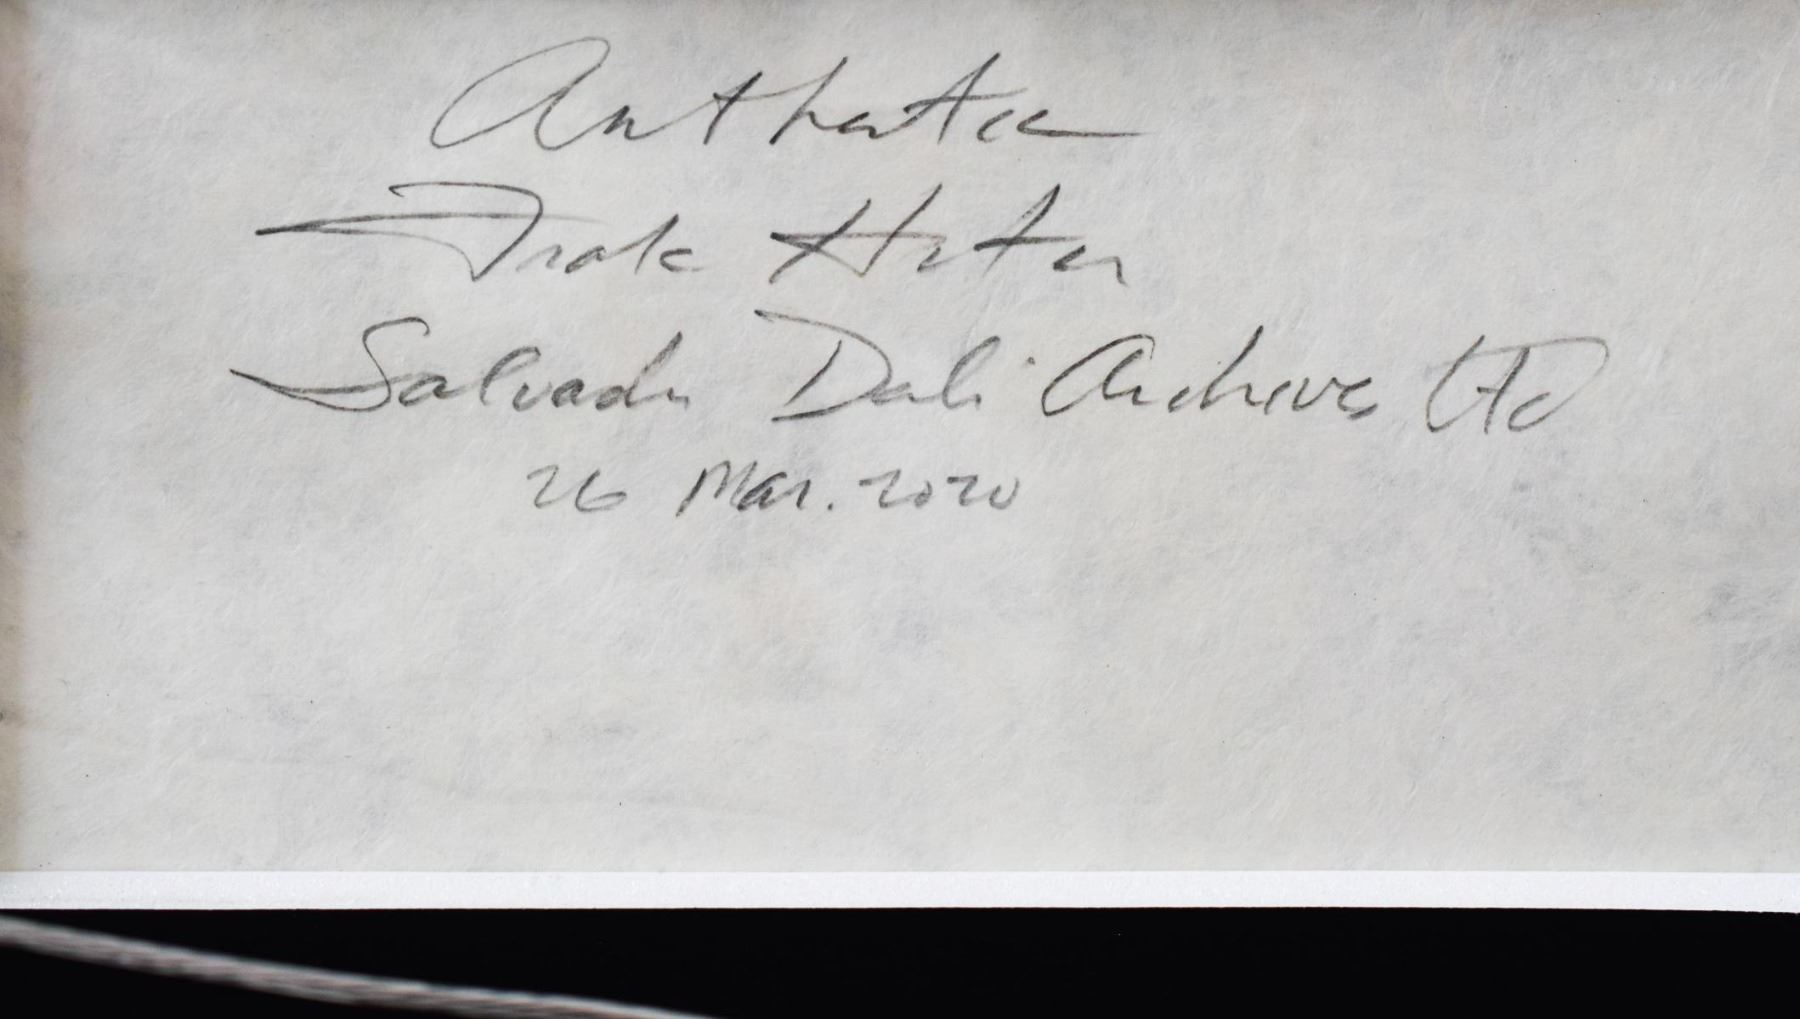 Authentic
Frank Hunter
Salvador Dali Archives Ltd
26 Mar. 2020